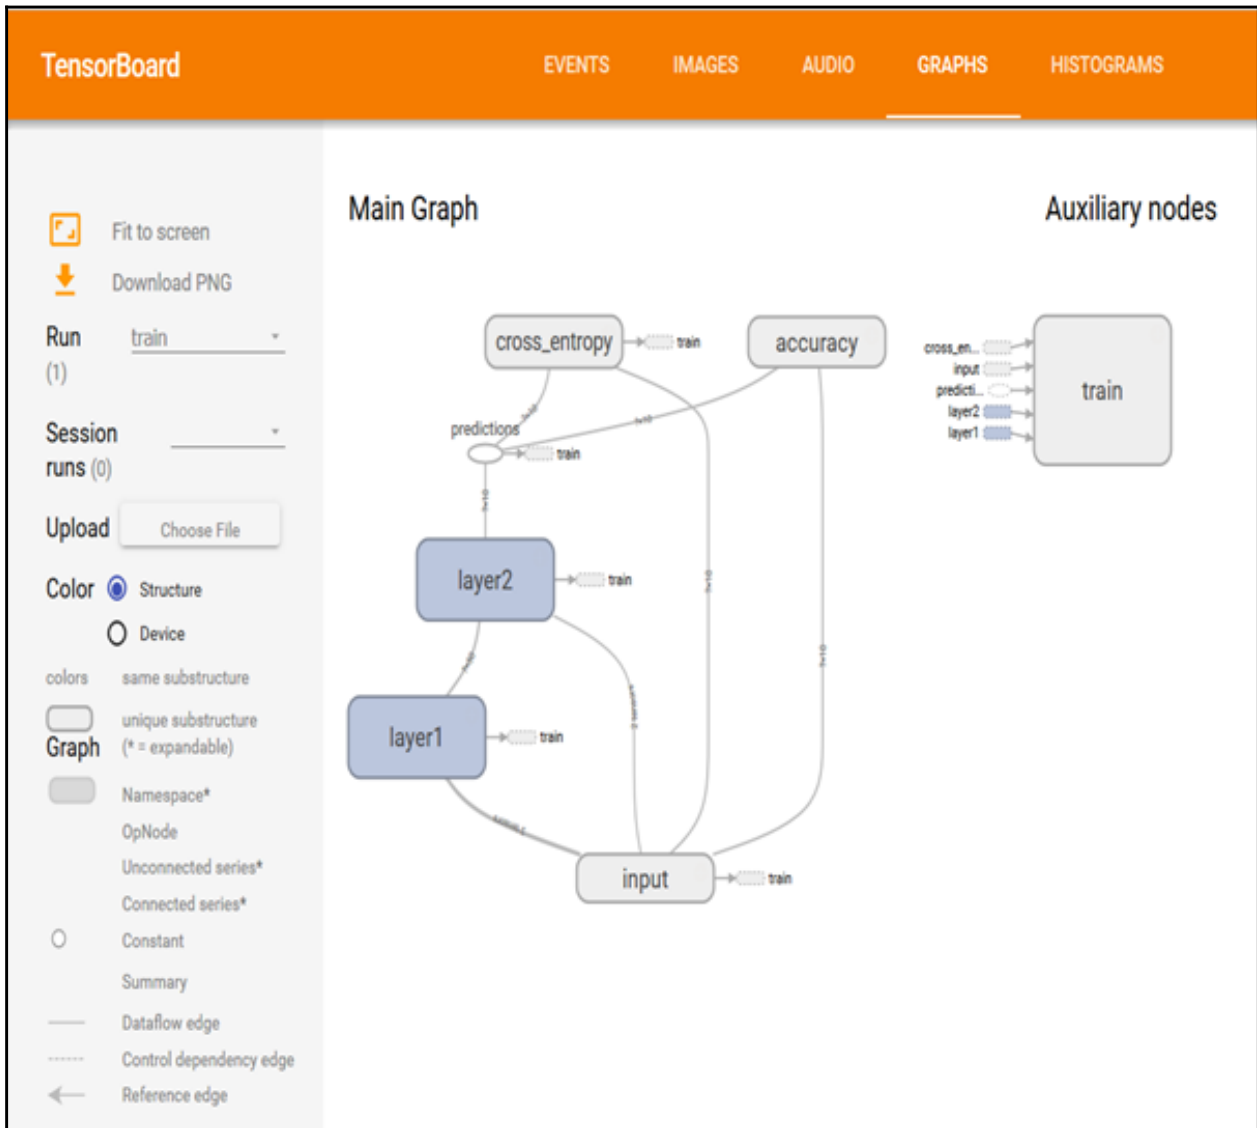 TensorBoard
EVENTS
IMAGES
AUDIO
GRAPHS
HISTOGRAMS
Fit to screen
Download PNG
Run
train
(1)
Session
runs (0)
Upload
Choose File
Color
Structure
Device
colors
same substructure
unique substructure
Graph
(* = expandable)
Namespace*
OpNode
Unconnected series*
Connected series*
Constant
Summary
Dataflow edge
Control dependency edge
Reference edge
Main Graph
Auxiliary nodes
cross_entropy
train
accuracy
predictions
train
layer2
train
layer1
train
input
train
cross_en...
input
predicti...
layer2
layer1
train